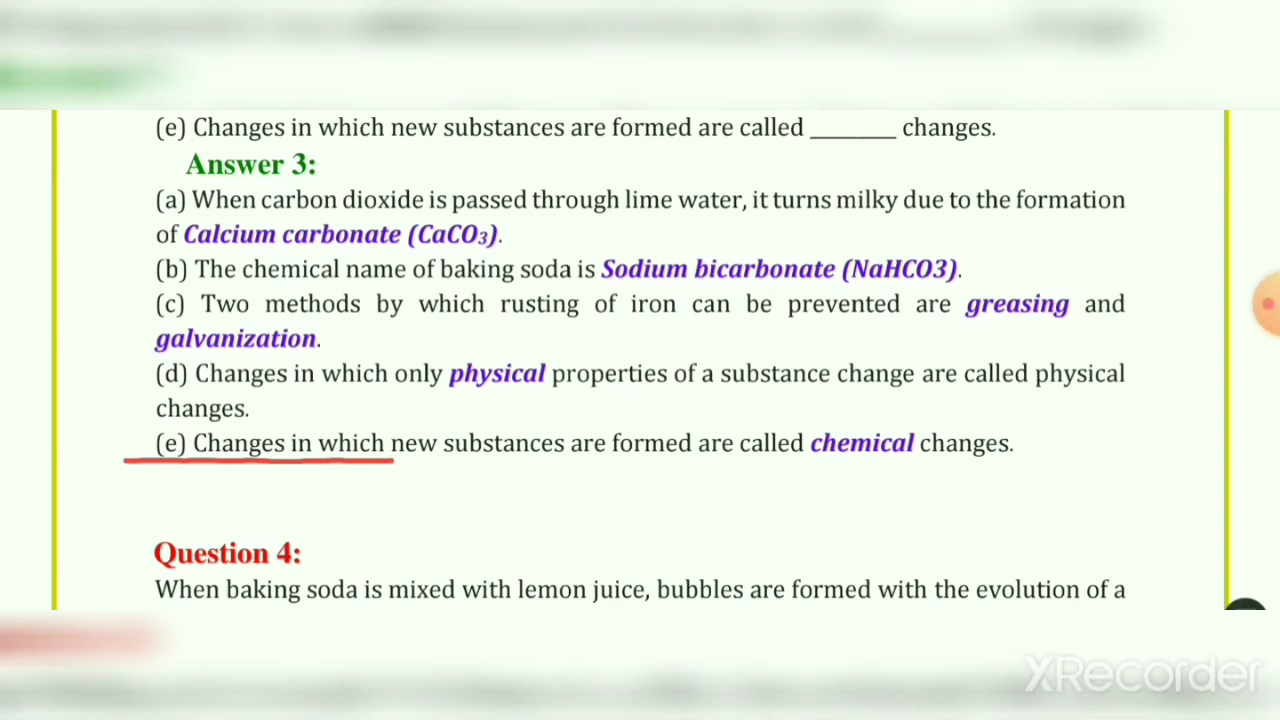 (e) Changes in which new substances are formed are called ________ changes.
Answer 3:
(a) When carbon dioxide is passed through lime water, it turns milky due to the formation
of Calcium carbonate (CaCO₃).
(b) The chemical name of baking soda is Sodium bicarbonate (NaHCO3).
(c) Two methods by which rusting of iron can be prevented are greasing and
galvanization.
(d) Changes in which only physical properties of a substance change are called physical
changes.
(e) Changes in which new substances are formed are called chemical changes.
Question 4:
When baking soda is mixed with lemon juice, bubbles are formed with the evolution of a
XRecorder